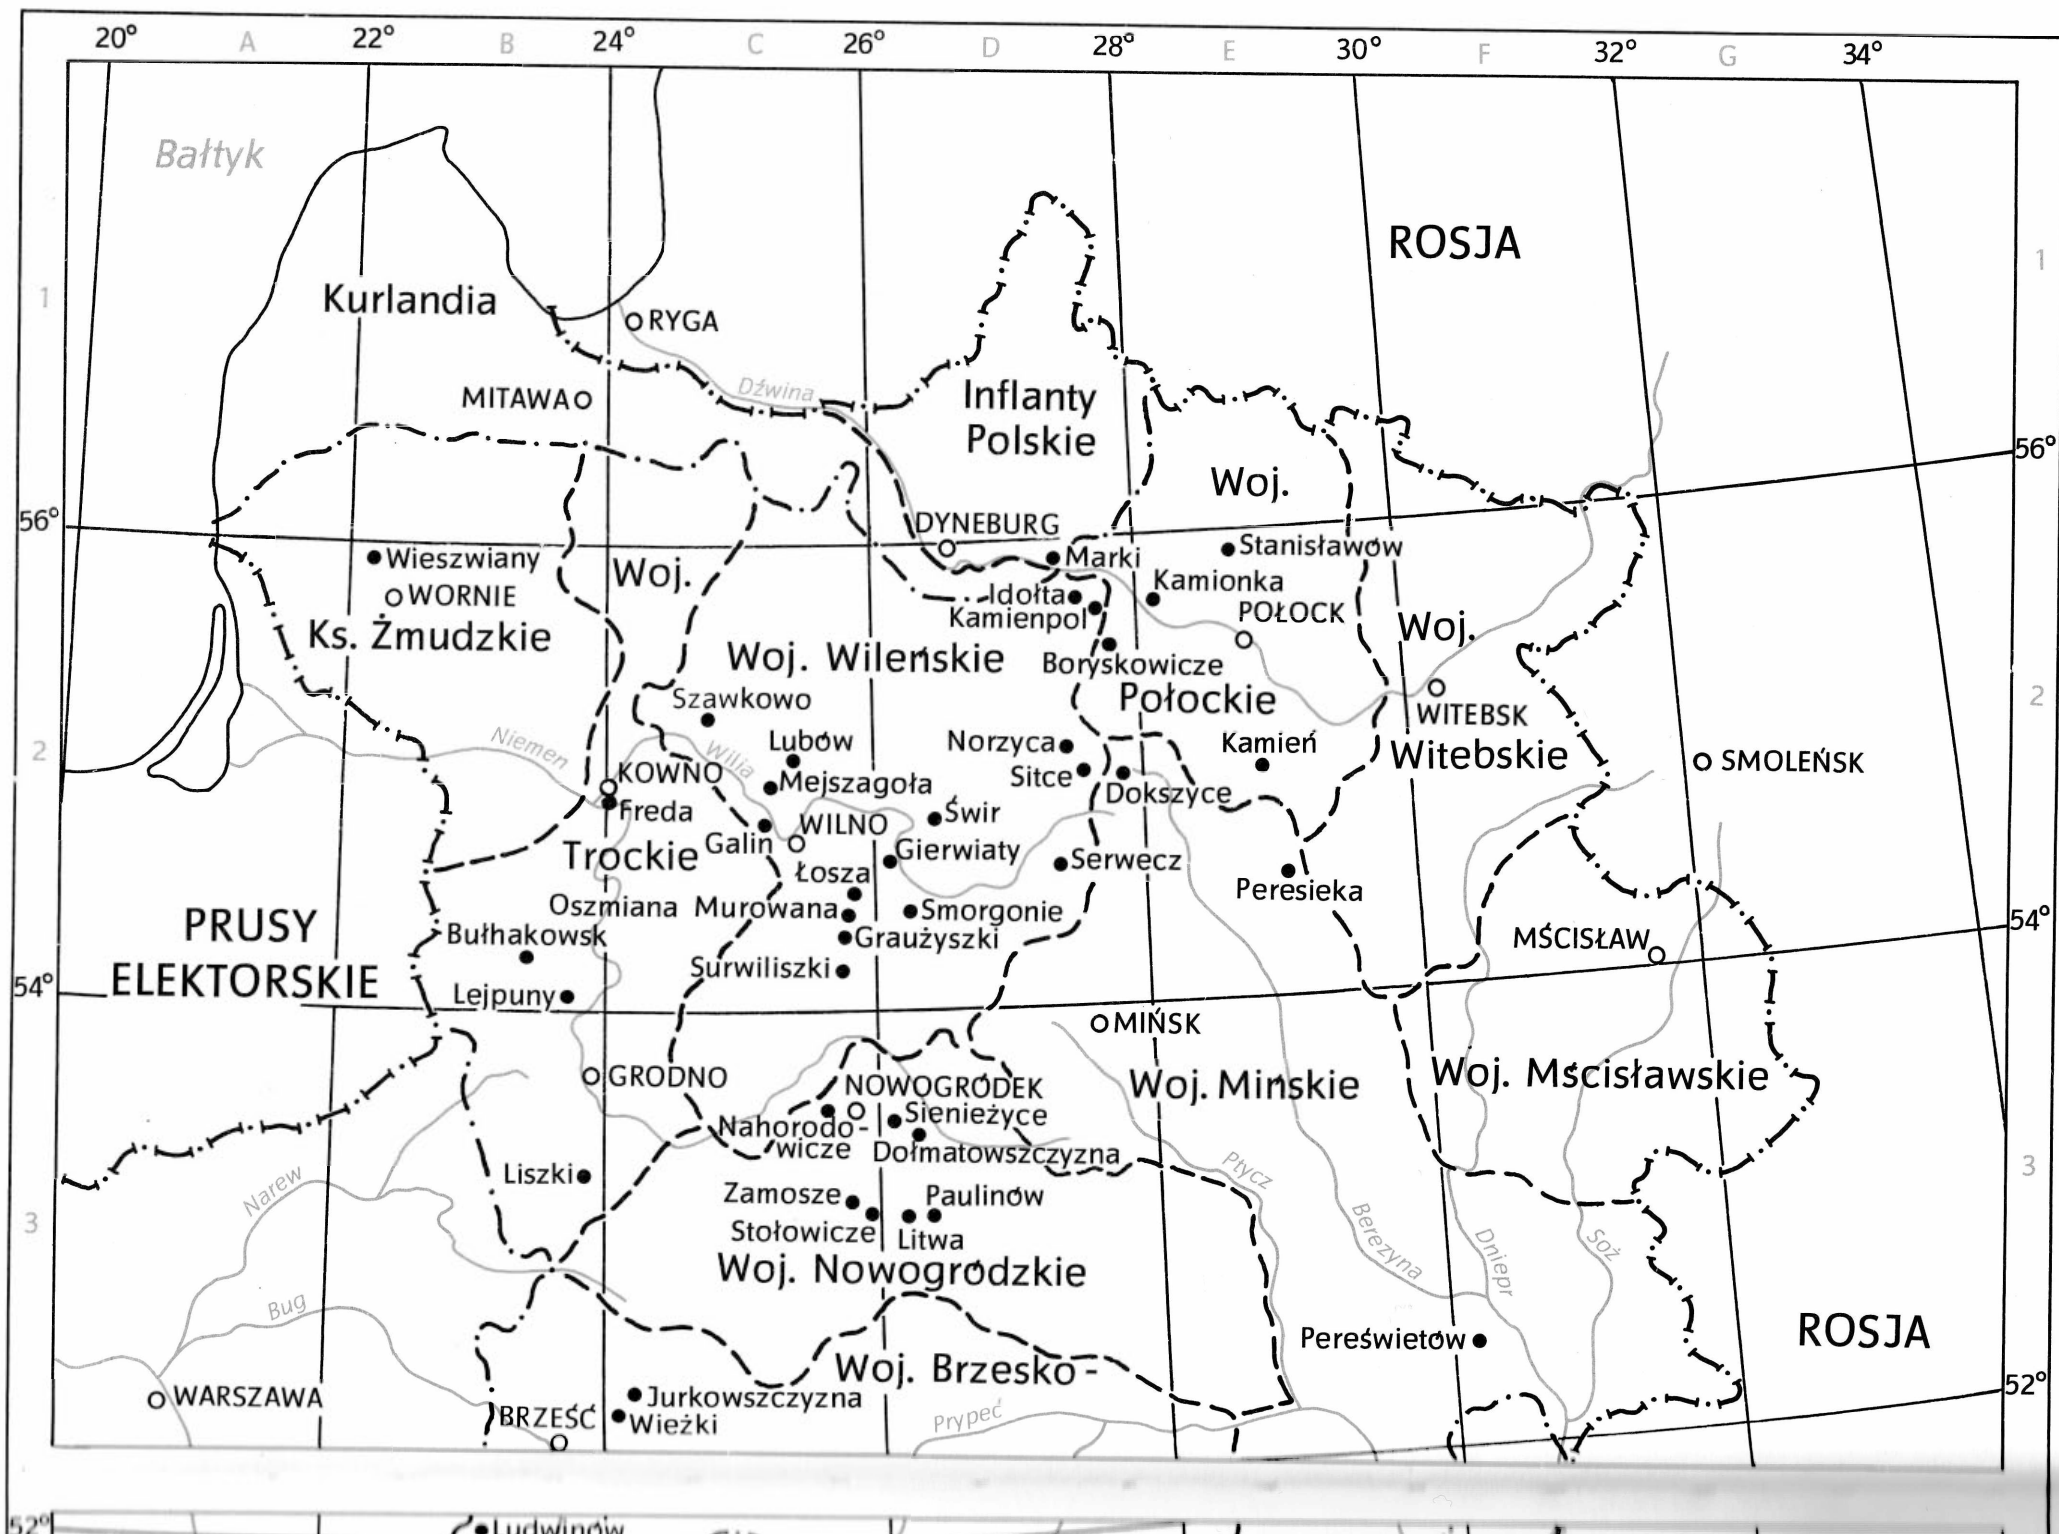 20° A 22° B 24° C 26° D 28° E 30° F 32° G 34°
Bałtyk
ROSJA
1
1
Kurlandia
RYGA
MITAWA
Dźwina
Inflanty
Polskie
56°
Woj.
56°
DYNEBURG
Wieszwiany
Woj.
Marki
Stanisławów
WORNIE
Idołta
Kamionka
Kamienpol
POŁOCK
Ks. Żmudzkie
Woj.
Woj. Wileńskie
Boryskowicze
Szawkowo
Połockie
2
WITEBSK
Niemen
Wilia
Lubów
Norzyca
Kamień
Witebskie
2
SMOLEŃSK
KOWNO
Mejszagoła
Sitce
Dokszyce
Freda
Świr
WILNO
Galin
Trockie
Gierwiaty
Serwecz
Łosza
Peresieka
Oszmiana Murowana
Smorgonie
54°
PRUSY
ELEKTORSKIE
Bułhakowsk
Graużyszki
MŚCISŁAW
Surwiliszki
54°
Lejpuny
MIŃSK
GRODNO
NOWOGRÓDEK
Woj. Mińskie
Woj. Mścisławskie
Sienieżyce
Nahorodo-
wicze
Dołmatowszczyzna
Liszki
Ptycz
3
Narew
Zamosze
Paulinów
3
Stołowicze
Litwa
Berezyna
Dniepr
Soż
Woj. Nowogródzkie
Bug
Pereświetów
ROSJA
Woj. Brzesko-
52°
WARSZAWA
Jurkowszczyzna
BRZEŚĆ
Wieżki
Prypeć
52°
Ludwinów